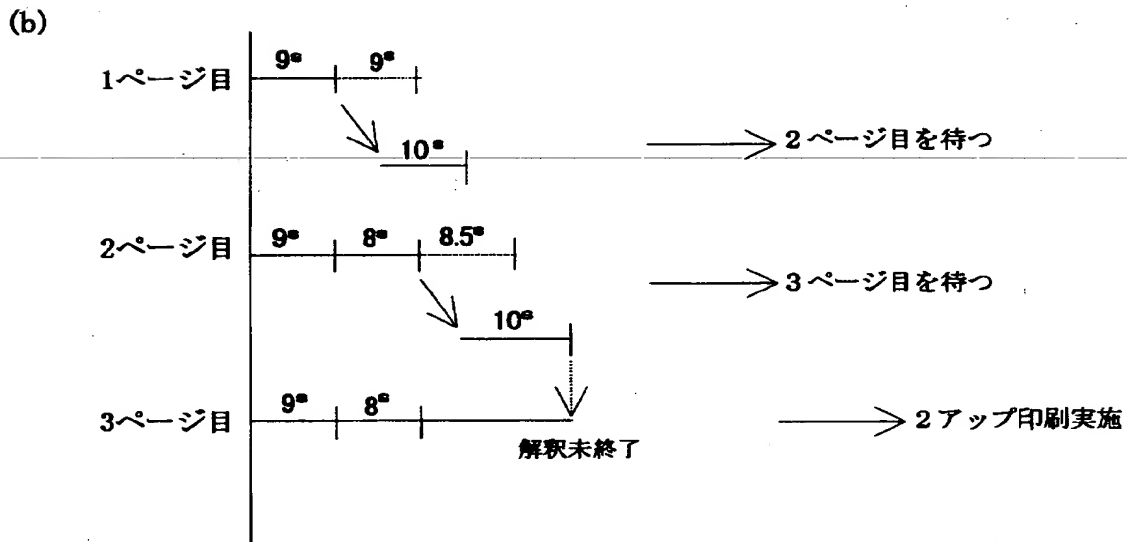 (b)
9ˢ 9ˢ
1ページ目
10ˢ
2ページ目を待つ
9ˢ 8ˢ 8.5ˢ
2ページ目
3ページ目を待つ
10ˢ
9ˢ 8ˢ
3ページ目
2アップ印刷実施
解釈未終了